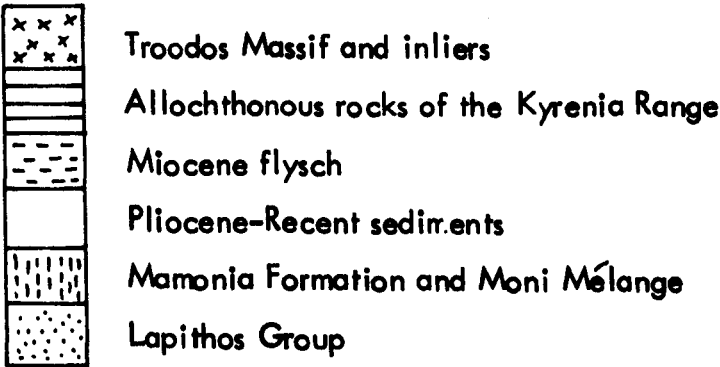 Troodos Massif and inliers
Allochthonous rocks of the Kyrenia Range
Miocene flysch
Pliocene-Recent sediments
Mamonia Formation and Moni Mélange
Lapithos Group